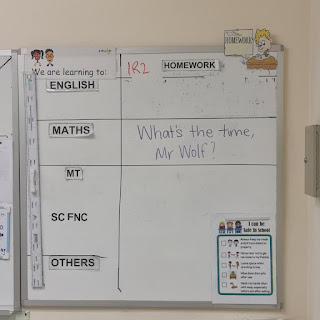 HOMEWORK
We are learning to:
1R2
HOMEWORK
ENGLISH
MATHS
What's the time,
Mr Wolf?
MT
SC FNC
OTHERS
I can be
Safe in School